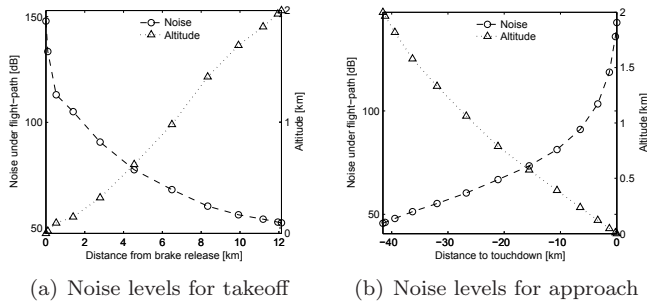 150
100
50
Noise under flight−path [dB]
Noise
Altitude
2
1
0
Altitude [km]
0 2 4 6 8 10 12
Distance from brake release [km]
(a) Noise levels for takeoff
100
50
Noise under flight−path [dB]
Noise
Altitude
2
1.5
1
0.5
0
Altitude [km]
−40 −30 −20 −10 0
Distance to touchdown [km]
(b) Noise levels for approach